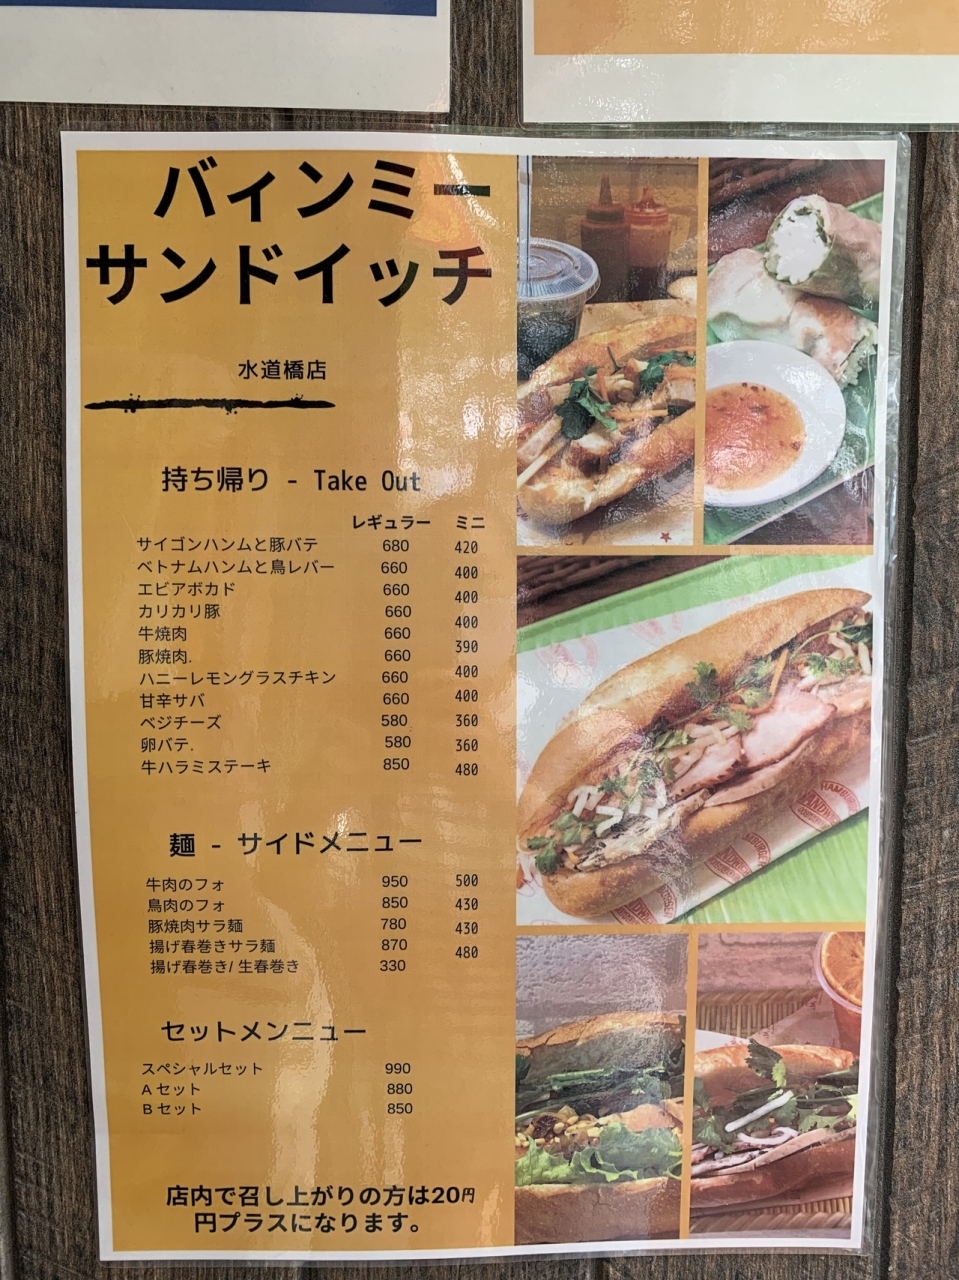 バインミー
サンドイッチ
水道橋店
持ち帰り - Take Out
レギュラー ミニ
サイゴンハンムと豚バテ 680 420
ベトナムハンムと鳥レバー 660 400
エビアボカド 660 400
カリカリ豚 660 400
牛焼肉 660 390
豚焼肉. 660 400
ハニーレモングラスチキン 660 400
甘辛サバ 660 360
ベジチーズ 580 360
卵バテ. 580 480
牛ハラミステーキ 850
麺 - サイドメニュー
牛肉のフォ 950 500
鳥肉のフォ 850 430
豚焼肉サラ麺 780 430
揚げ春巻きサラ麺 870 480
揚げ春巻き/ 生春巻き 330
セットメンニュー
スペシャルセット 990
A セット 880
B セット 850
店内で召し上がりの方は20円
円プラスになります。